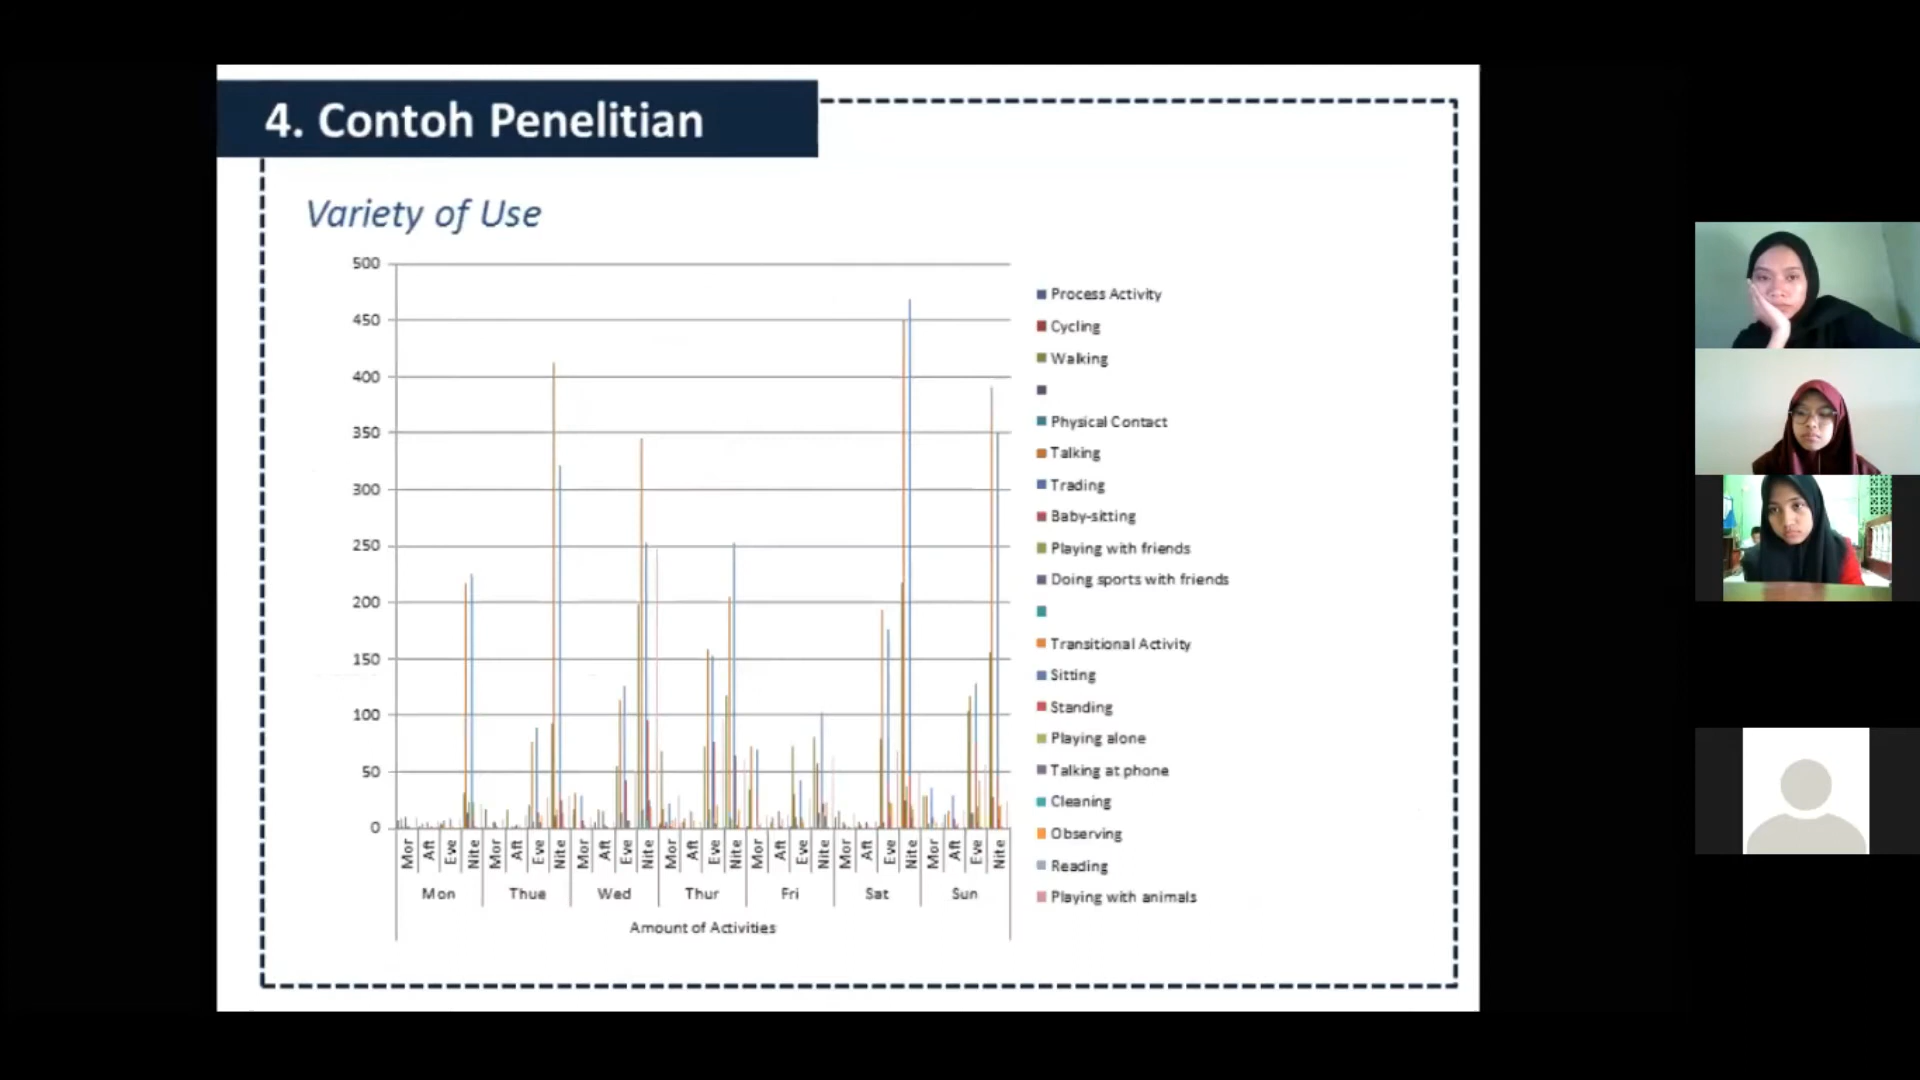 4. Contoh Penelitian
Variety of Use
500
450
400
350
300
250
200
150
100
50
0
Mor Aft Eve Nite Mor Aft Eve Nite Mor Aft Eve Nite Mor Aft Eve Nite Mor Aft Eve Nite Mor Aft Eve Nite Mor Aft Eve Nite
Mon Thue Wed Thur Fri Sat Sun
Amount of Activities
Process Activity
Cycling
Walking
Physical Contact
Talking
Trading
Baby-sitting
Playing with friends
Doing sports with friends
Transitional Activity
Sitting
Standing
Playing alone
Talking at phone
Cleaning
Observing
Reading
Playing with animals